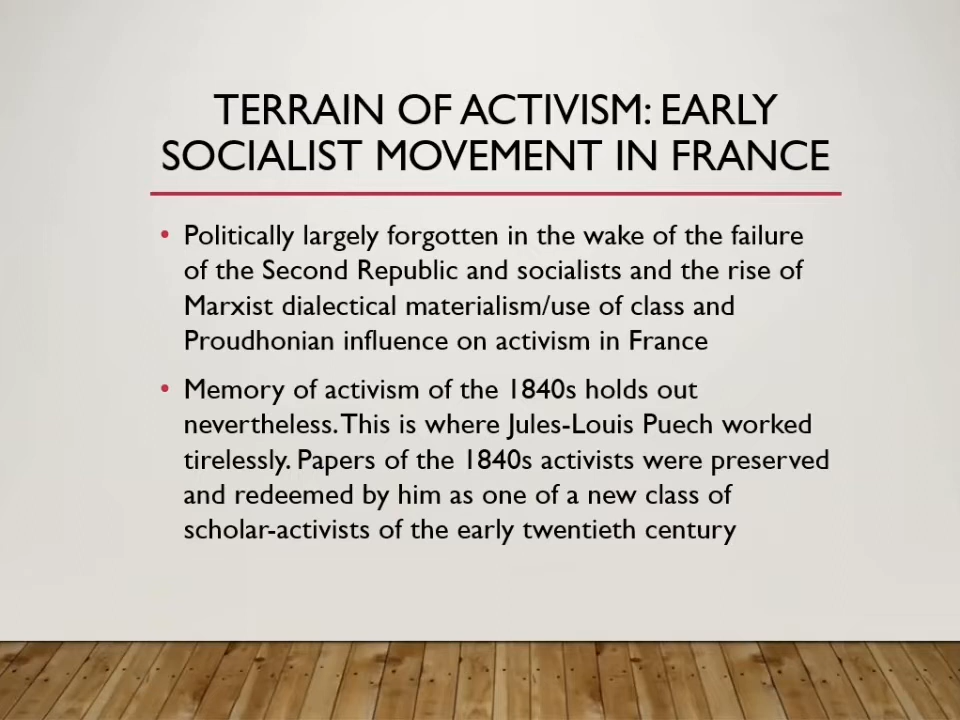 TERRAIN OF ACTIVISM: EARLY
SOCIALIST MOVEMENT IN FRANCE
• Politically largely forgotten in the wake of the failure
of the Second Republic and socialists and the rise of
Marxist dialectical materialism/use of class and
Proudhonian influence on activism in France
• Memory of activism of the 1840s holds out
nevertheless. This is where Jules-Louis Puech worked
tirelessly. Papers of the 1840s activists were preserved
and redeemed by him as one of a new class of
scholar-activists of the early twentieth century